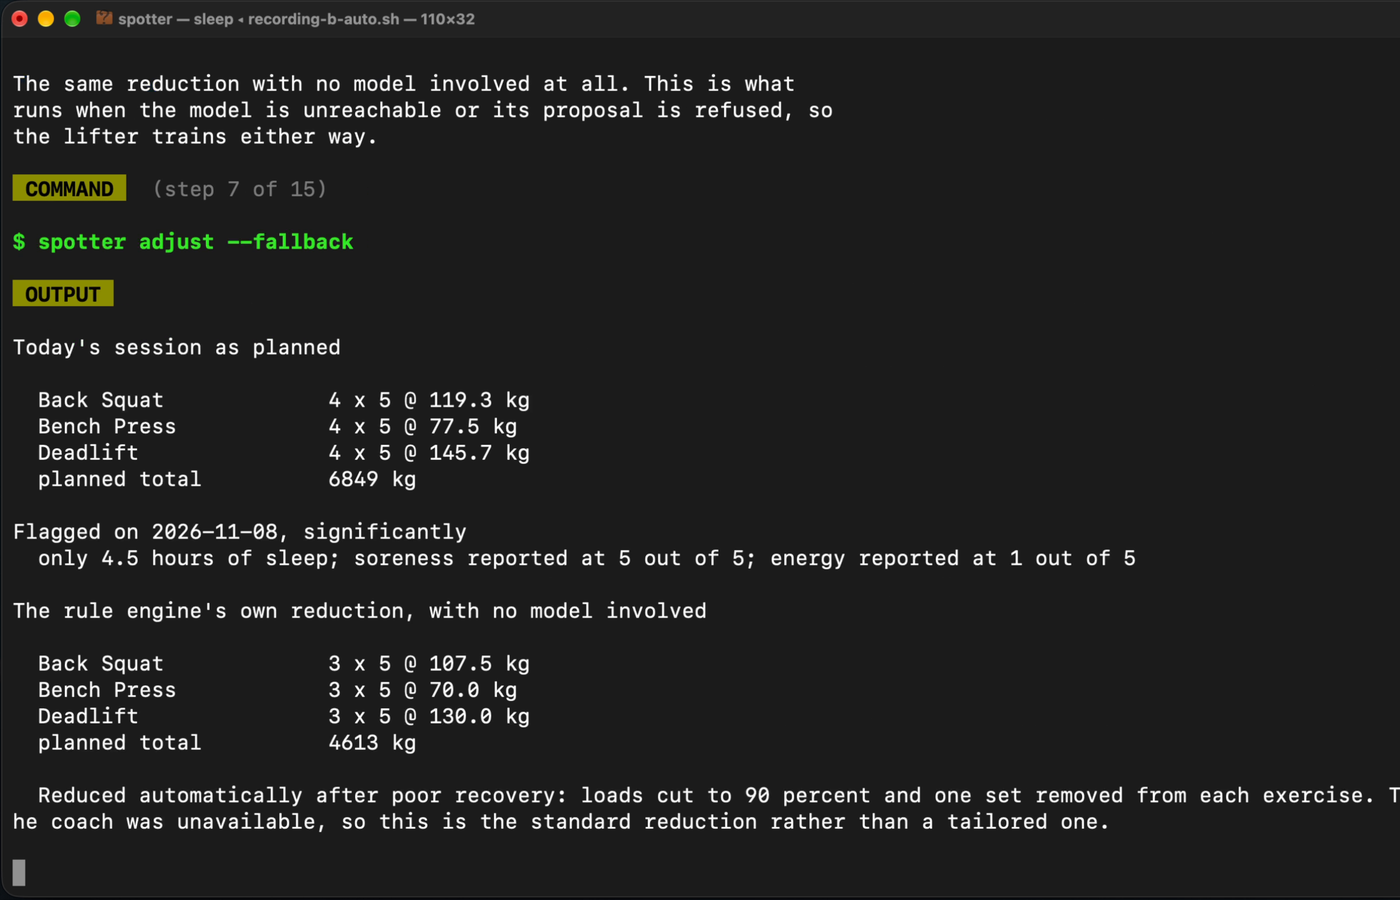 spotter — sleep ◂ recording-b-auto.sh — 110×32
The same reduction with no model involved at all. This is what
runs when the model is unreachable or its proposal is refused, so
the lifter trains either way.
COMMAND (step 7 of 15)
$ spotter adjust --fallback
OUTPUT
Today's session as planned
Back Squat 4 x 5 @ 119.3 kg
Bench Press 4 x 5 @ 77.5 kg
Deadlift 4 x 5 @ 145.7 kg
planned total 6849 kg
Flagged on 2026-11-08, significantly
only 4.5 hours of sleep; soreness reported at 5 out of 5; energy reported at 1 out of 5
The rule engine's own reduction, with no model involved
Back Squat 3 x 5 @ 107.5 kg
Bench Press 3 x 5 @ 70.0 kg
Deadlift 3 x 5 @ 130.0 kg
planned total 4613 kg
Reduced automatically after poor recovery: loads cut to 90 percent and one set removed from each exercise. T
he coach was unavailable, so this is the standard reduction rather than a tailored one.